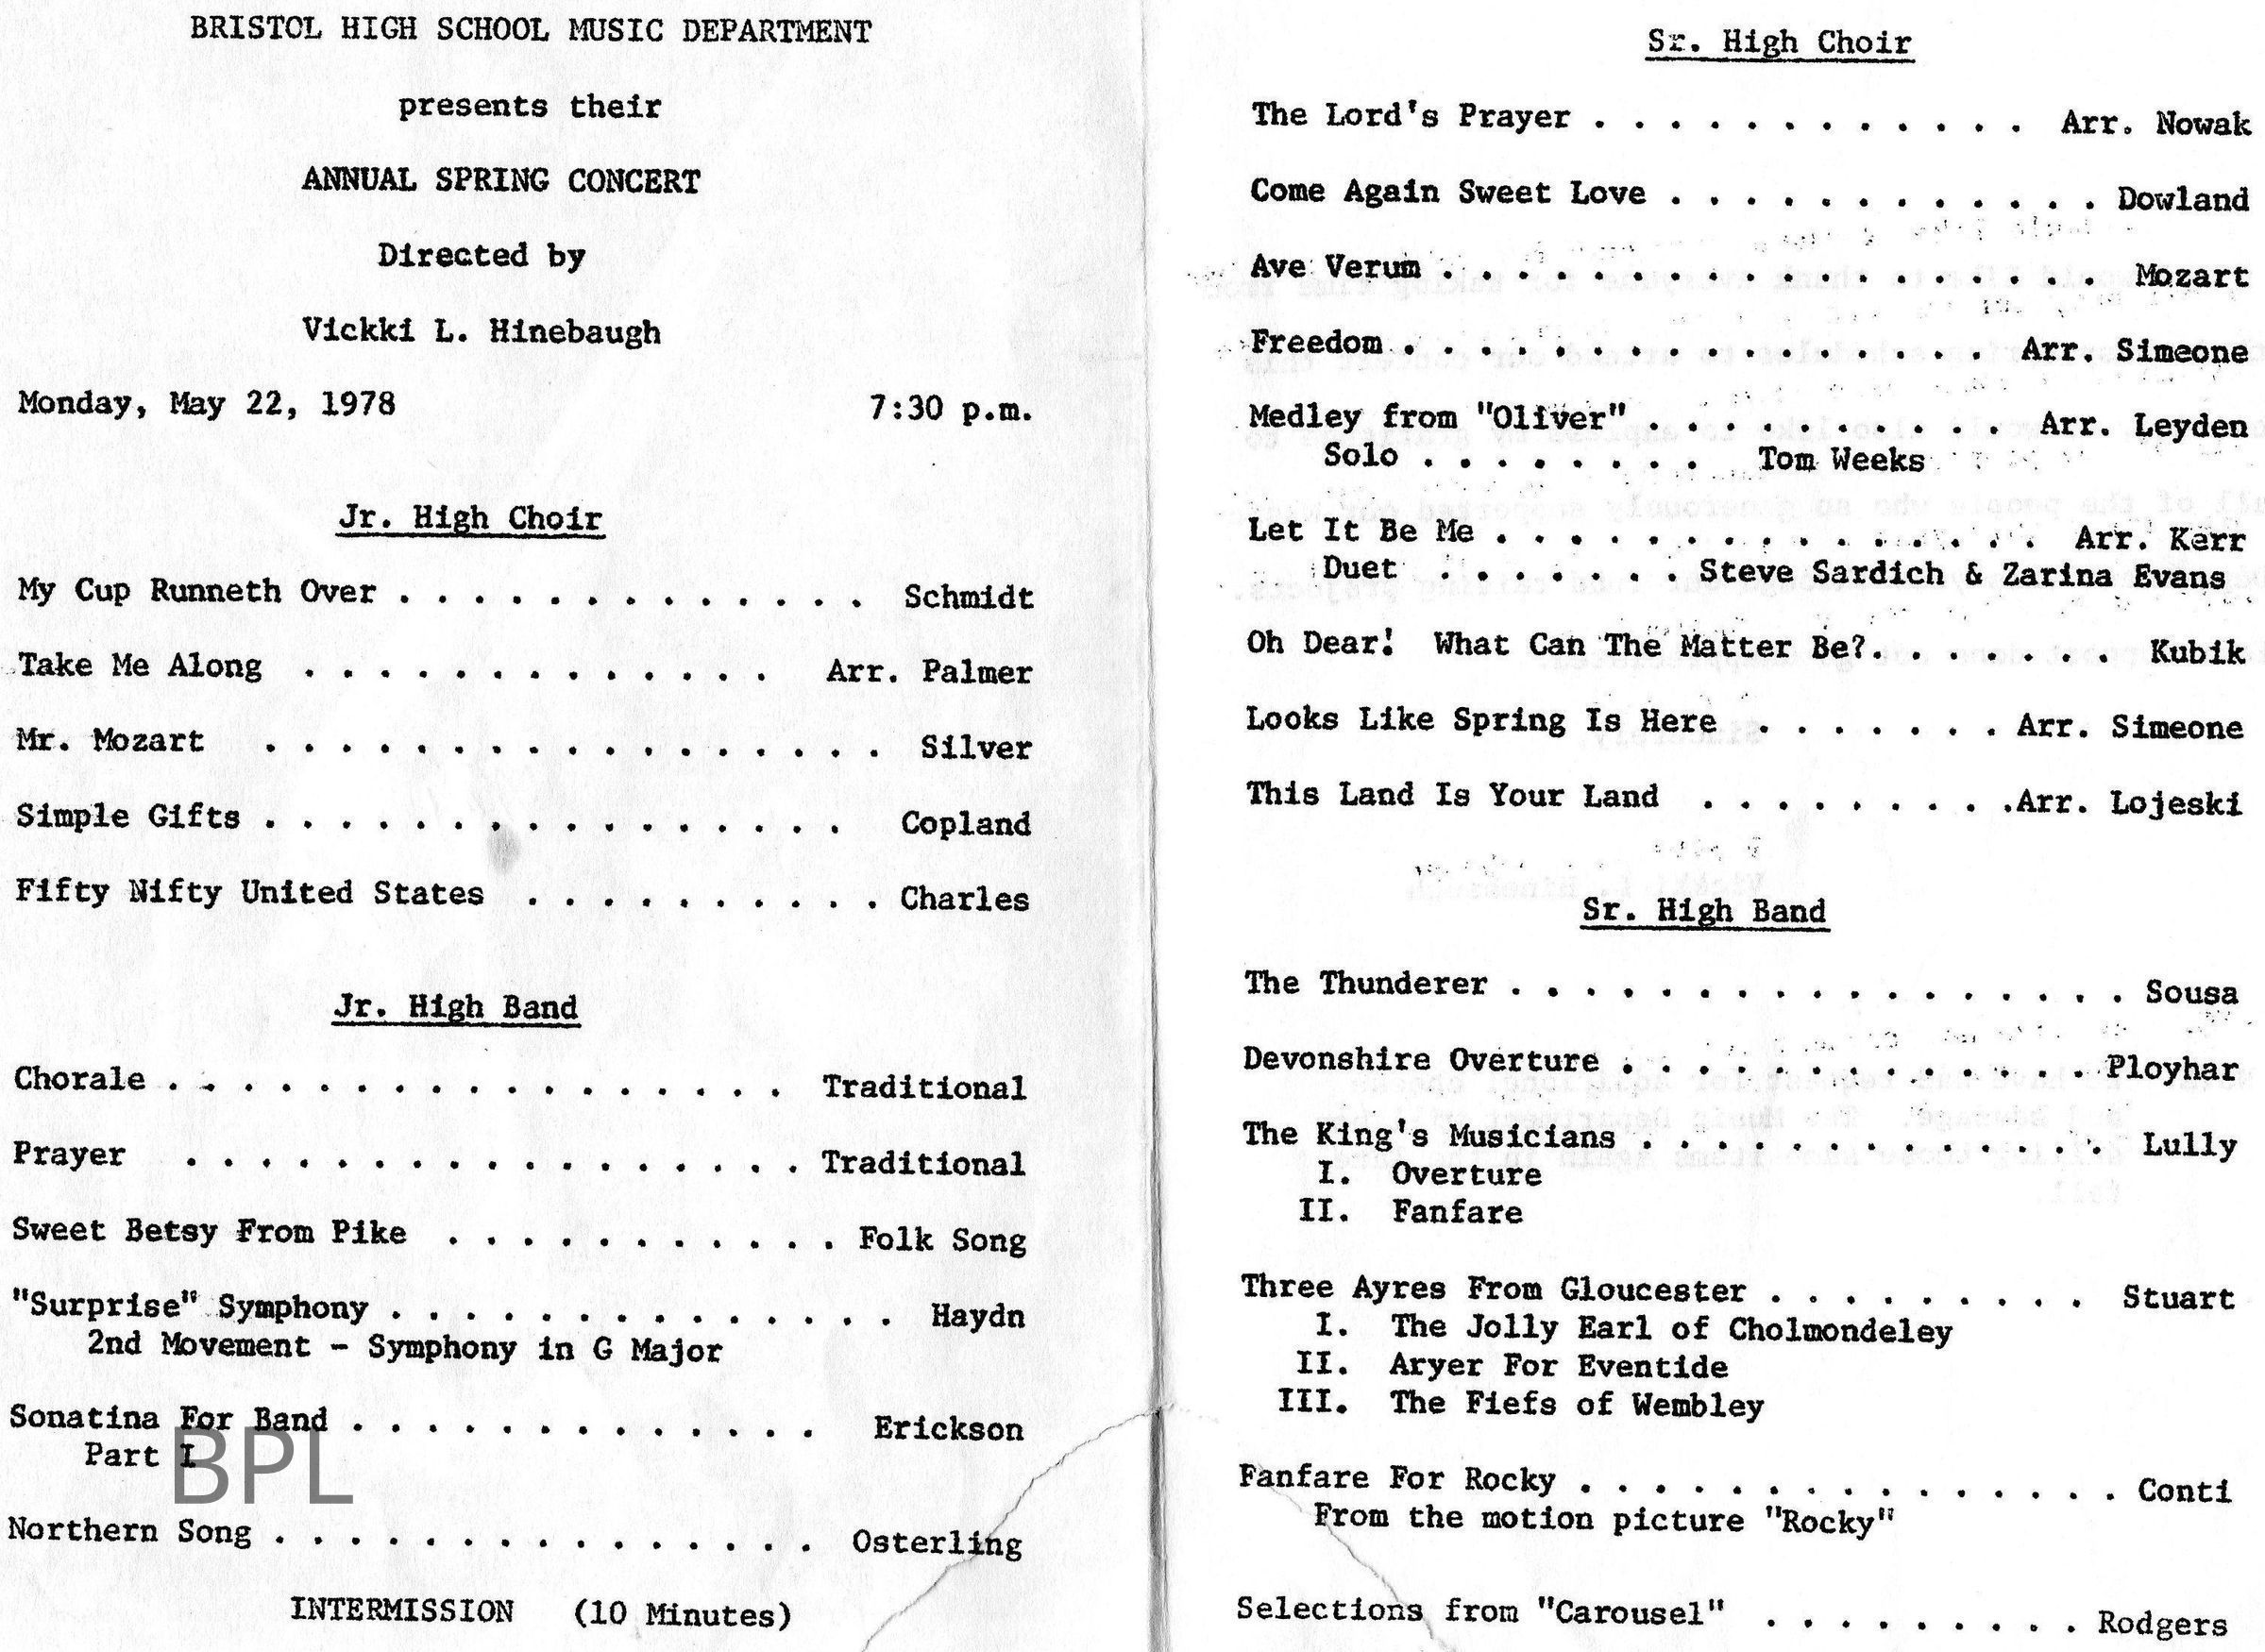 BRISTOL HIGH SCHOOL MUSIC DEPARTMENT
presents their
ANNUAL SPRING CONCERT
Directed by
Vickki L. Hinebaugh
Monday, May 22, 1978 7:30 p.m.
Jr. High Choir
My Cup Runneth Over . . . . . . . . . . . . . Schmidt
Take Me Along . . . . . . . . . . . . . Arr. Palmer
Mr. Mozart . . . . . . . . . . . . . . . . . Silver
Simple Gifts . . . . . . . . . . . . . . . . Copland
Fifty Nifty United States . . . . . . . . . . Charles
Jr. High Band
Chorale . . . . . . . . . . . . . . . . . Traditional
Prayer . . . . . . . . . . . . . . . . . Traditional
Sweet Betsy From Pike . . . . . . . . . . . Folk Song
"Surprise" Symphony . . . . . . . . . . . . . . Haydn
2nd Movement - Symphony in G Major
Sonatina For Band . . . . . . . . . . . . . Erickson
Part I
BPL
Northern Song . . . . . . . . . . . . . . . Osterling
INTERMISSION (10 Minutes)
Sr. High Choir
The Lord's Prayer . . . . . . . . . . . . Arr. Nowak
Come Again Sweet Love . . . . . . . . . . . . Dowland
Ave Verum . . . . . . . . . . . . . . . . . . Mozart
Freedom . . . . . . . . . . . . . . . . Arr. Simeone
Medley from "Oliver" . . . . . . . . . . Arr. Leyden
Solo . . . . . . . . Tom Weeks
Let It Be Me . . . . . . . . . . . . . . . Arr. Kerr
Duet . . . . . . . Steve Sardich & Zarina Evans
Oh Dear! What Can The Matter Be?. . . . . . . Kubik
Looks Like Spring Is Here . . . . . . . Arr. Simeone
This Land Is Your Land . . . . . . . . .Arr. Lojeski
Sr. High Band
The Thunderer . . . . . . . . . . . . . . . . . Sousa
Devonshire Overture . . . . . . . . . . . . . Ployhar
The King's Musicians . . . . . . . . . . . . . Lully
I. Overture
II. Fanfare
Three Ayres From Gloucester . . . . . . . . . Stuart
I. The Jolly Earl of Cholmondeley
II. Aryer For Eventide
III. The Fiefs of Wembley
Fanfare For Rocky . . . . . . . . . . . . . . . Conti
From the motion picture "Rocky"
Selections from "Carousel" . . . . . . . . . Rodgers